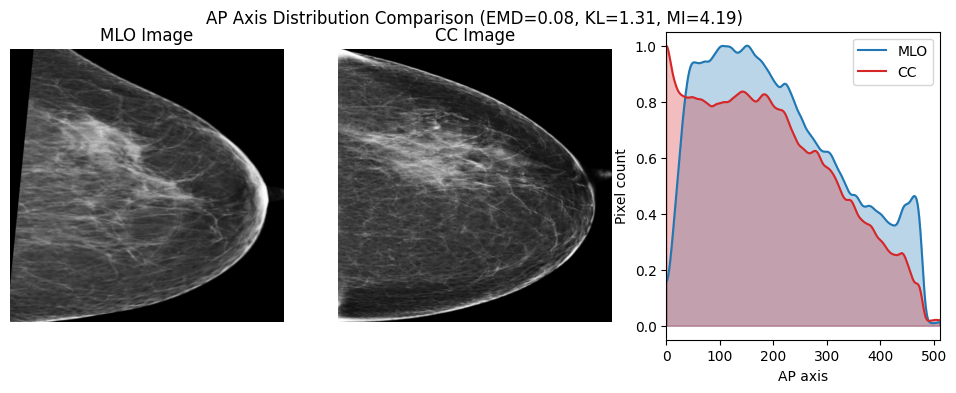 AP Axis Distribution Comparison (EMD=0.08, KL=1.31, MI=4.19)
MLO Image
CC Image
MLO
CC
Pixel count
1.0
0.8
0.6
0.4
0.2
0.0
0 100 200 300 400 500
AP axis